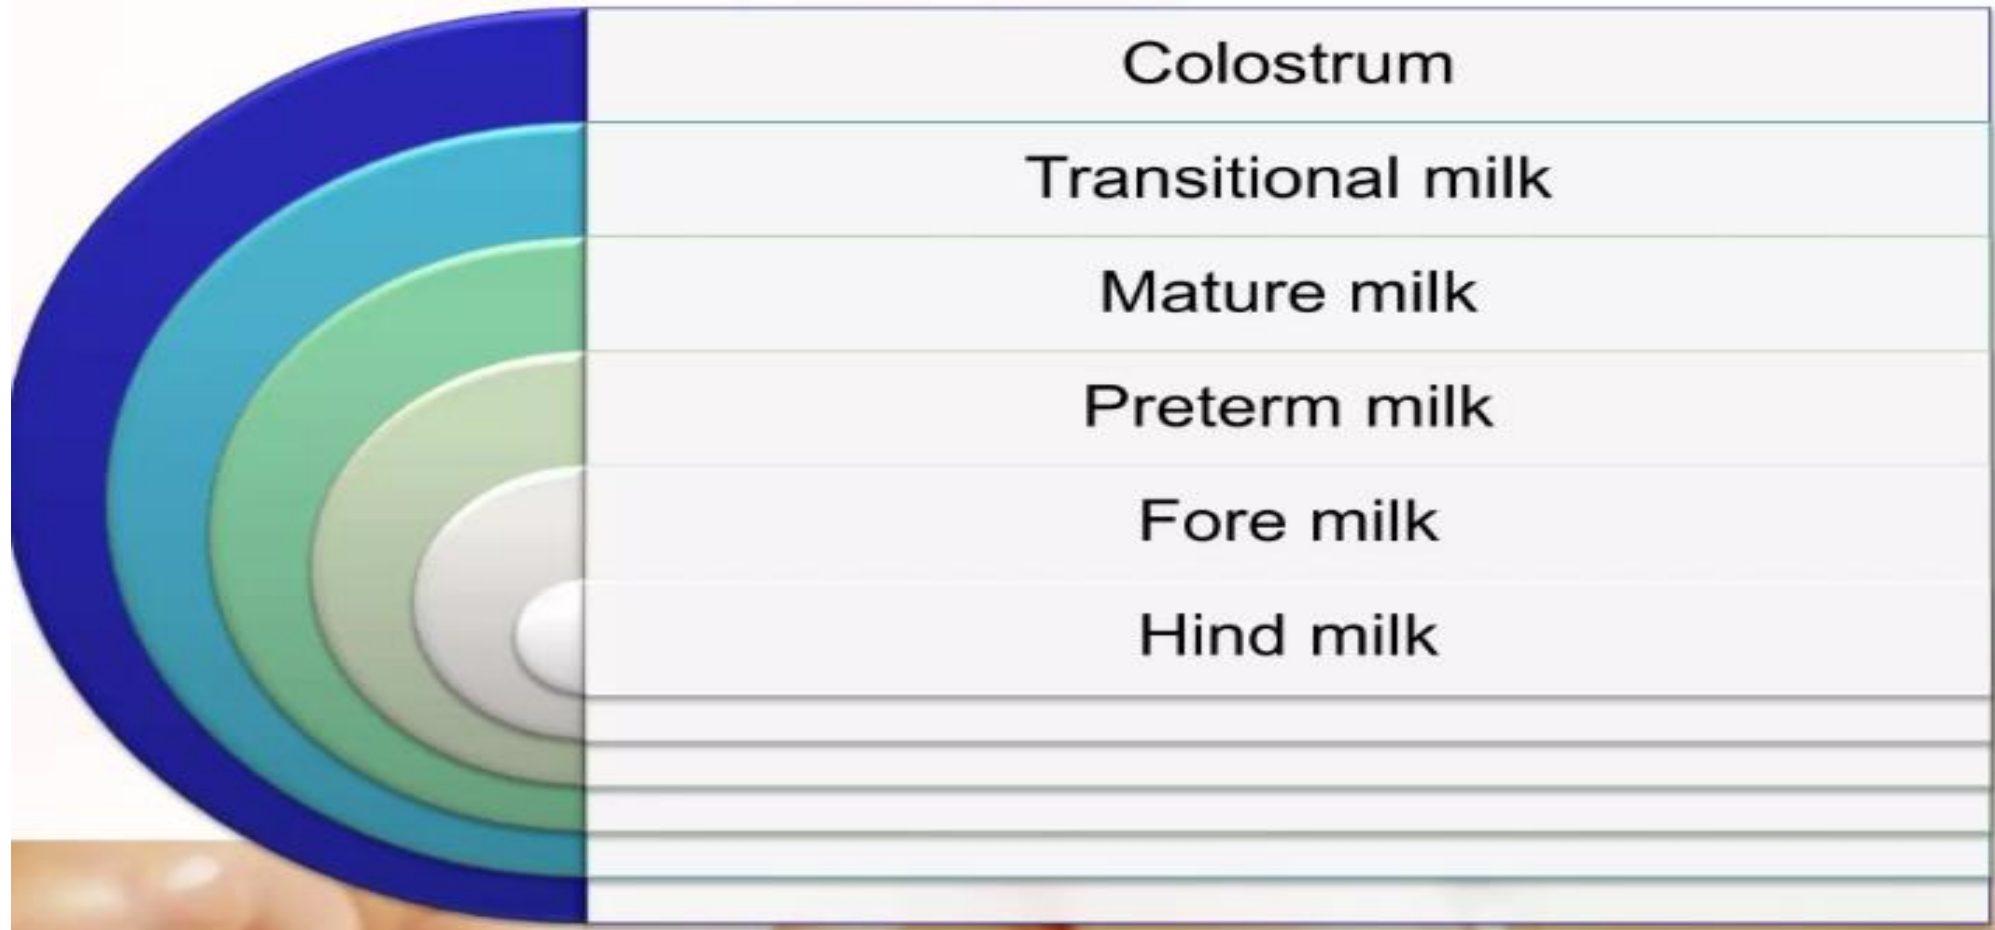 Colostrum
Transitional milk
Mature milk
Preterm milk
Fore milk
Hind milk